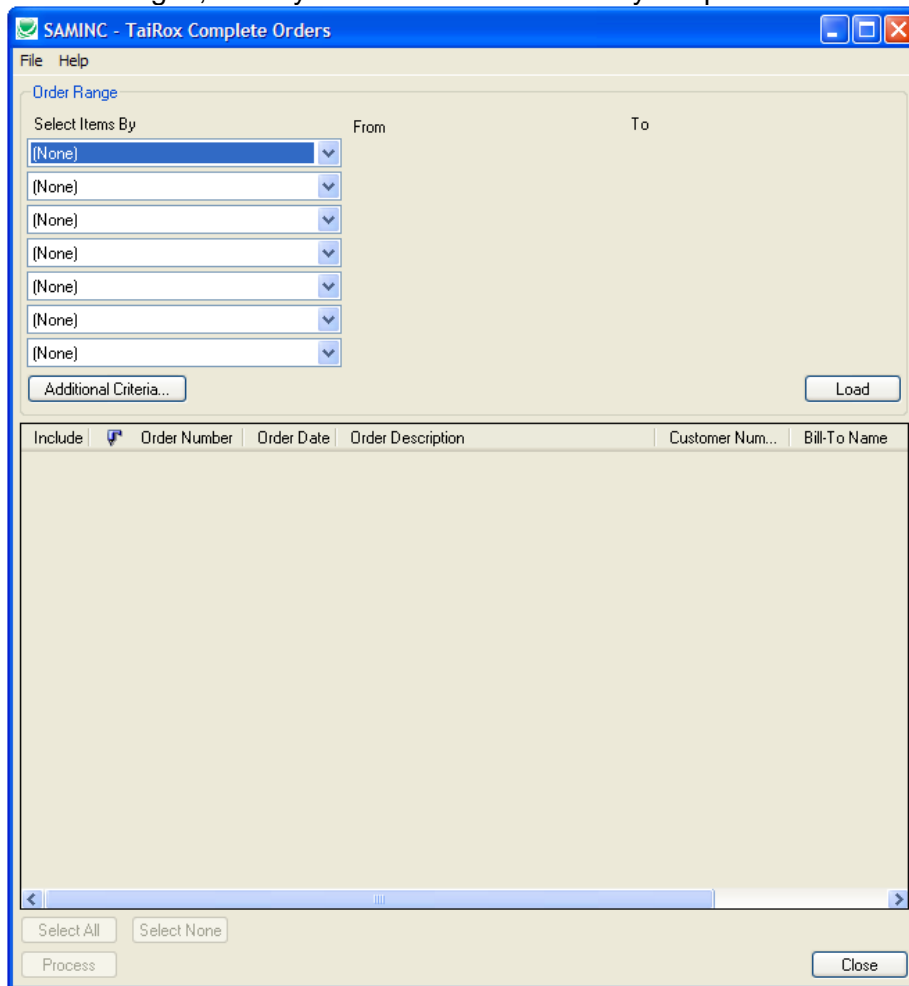 SAMINC - TaiRox Complete Orders
File Help
Order Range
Select Items By From To
(None)
(None)
(None)
(None)
(None)
(None)
(None)
Additional Criteria... Load
Include Order Number Order Date Order Description Customer Num... Bill-To Name
Select All Select None
Process Close